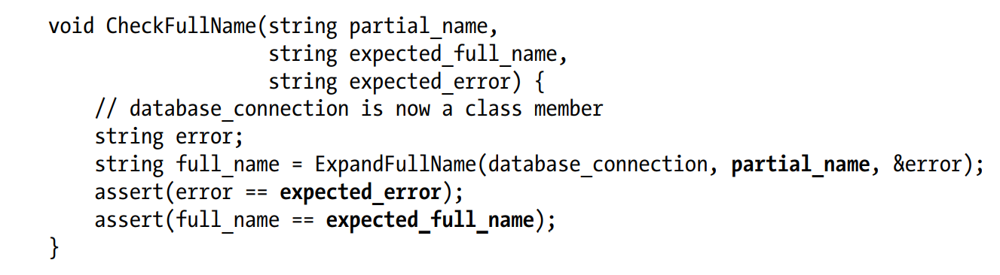 void CheckFullName(string partial_name,
                   string expected_full_name,
                   string expected_error) {
    // database_connection is now a class member
    string error;
    string full_name = ExpandFullName(database_connection, partial_name, &error);
    assert(error == expected_error);
    assert(full_name == expected_full_name);
}